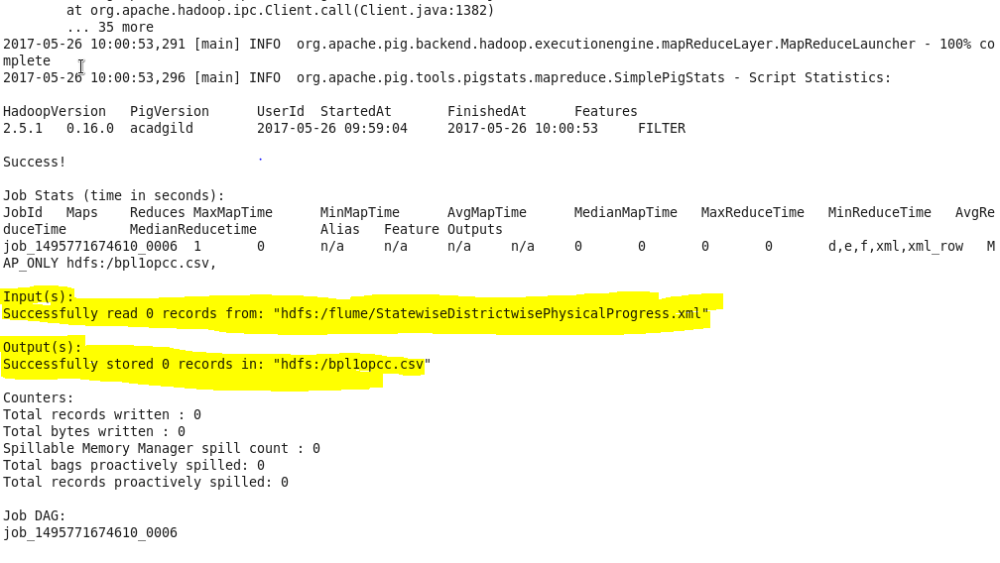 at org.apache.hadoop.ipc.Client.call(Client.java:1382)
... 35 more
2017-05-26 10:00:53,291 [main] INFO  org.apache.pig.backend.hadoop.executionengine.mapReduceLayer.MapReduceLauncher - 100% co
mplete
2017-05-26 10:00:53,296 [main] INFO  org.apache.pig.tools.pigstats.mapreduce.SimplePigStats - Script Statistics:
HadoopVersion   PigVersion      UserId  StartedAt       FinishedAt      Features
2.5.1   0.16.0  acadgild        2017-05-26 09:59:04     2017-05-26 10:00:53     FILTER
Success!
Job Stats (time in seconds):
JobId   Maps    Reduces MaxMapTime      MinMapTime      AvgMapTime      MedianMapTime   MaxReduceTime   MinReduceTime   AvgRe
duceTime        MedianReducetime        Alias   Feature Outputs
job_1495771674610_0006  1       0       n/a     n/a     n/a     n/a     0       0       0       0       d,e,f,xml,xml_row   M
AP_ONLY hdfs:/bpl1opcc.csv,
Input(s):
Successfully read 0 records from: "hdfs:/flume/StatewiseDistrictwisePhysicalProgress.xml"
Output(s):
Successfully stored 0 records in: "hdfs:/bpl1opcc.csv"
Counters:
Total records written : 0
Total bytes written : 0
Spillable Memory Manager spill count : 0
Total bags proactively spilled: 0
Total records proactively spilled: 0
Job DAG:
job_1495771674610_0006